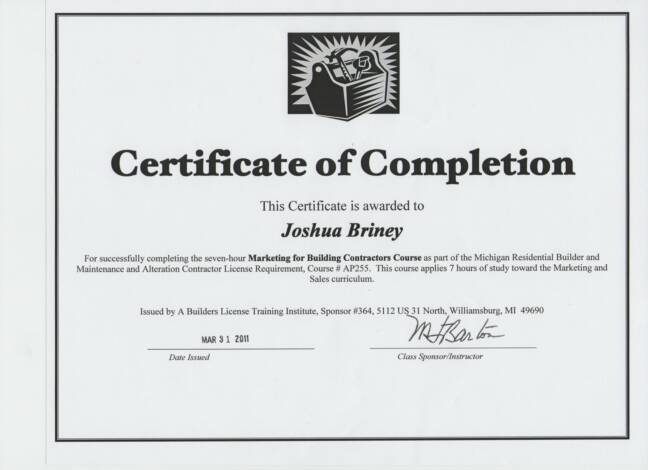 Certificate of Completion
This Certificate is awarded to
Joshua Briney
For successfully completing the seven-hour Marketing for Building Contractors Course as part of the Michigan Residential Builder and
Maintenance and Alteration Contractor License Requirement, Course # AP255. This course applies 7 hours of study toward the Marketing and
Sales curriculum.
Issued by A Builders License Training Institute, Sponsor #364, 5112 US 31 North, Williamsburg, MI 49690
MAR 31 2011
Date Issued
Class Sponsor/Instructor